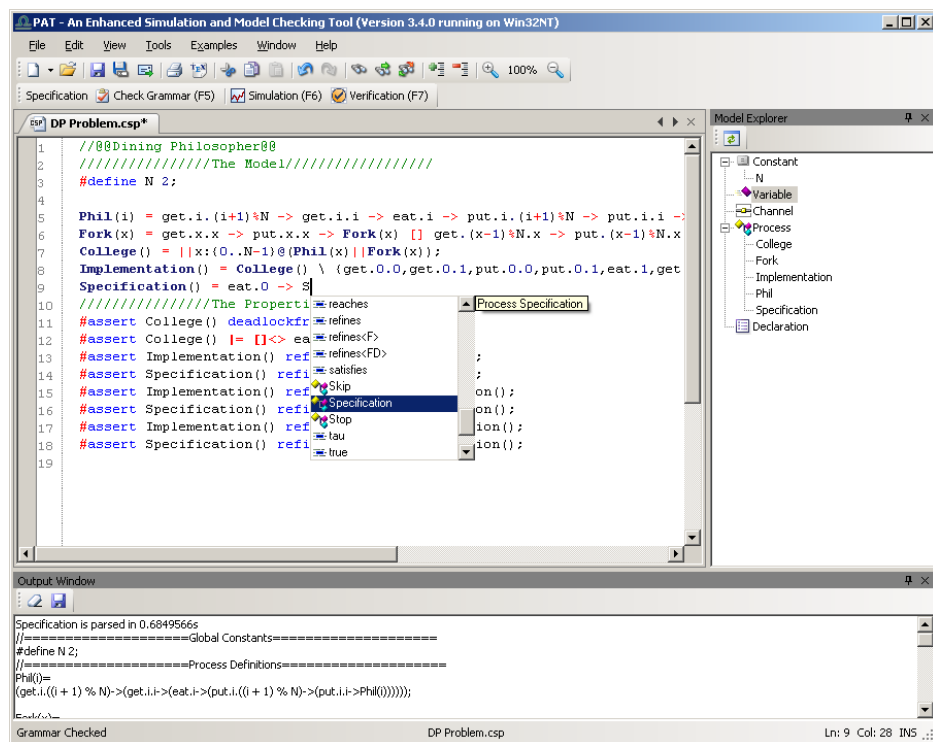 PAT - An Enhanced Simulation and Model Checking Tool (Version 3.4.0 running on Win32NT)
File Edit View Tools Examples Window Help
100%
Specification Check Grammar (F5) Simulation (F6) Verification (F7)
CSP DP Problem.csp*
1 //@@Dining Philosopher@@
2 ////////////////The Model//////////////////
3 #define N 2;
4
5 Phil(i) = get.i.(i+1)%N -> get.i.i -> eat.i -> put.i.(i+1)%N -> put.i.i ->
6 Fork(x) = get.x.x -> put.x.x -> Fork(x) [] get.(x-1)%N.x -> put.(x-1)%N.x
7 College() = ||x:{0..N-1}@(Phil(x)||Fork(x));
8 Implementation() = College() \ {get.0.0,get.0.1,put.0.0,put.0.1,eat.1,get
9 Specification() = eat.0 -> S
10 ////////////////The Properti
11 #assert College() deadlockfr
12 #assert College() |= []<> ea
13 #assert Implementation() ref ;
14 #assert Specification() refi ;
15 #assert Implementation() ref on();
16 #assert Specification() refi ion();
17 #assert Implementation() ref ion();
18 #assert Specification() refi ion();
19
reaches
refines
refines<F>
refines<FD>
satisfies
Skip
Specification
Stop
tau
true
Process Specification
Model Explorer
Constant
N
Variable
Channel
Process
College
Fork
Implementation
Phil
Specification
Declaration
Output Window
Specification is parsed in 0.6849566s
//====================Global Constants====================
#define N 2;
//====================Process Definitions====================
Phil(i)=
(get.i.((i + 1) % N)->(get.i.i->(eat.i->(put.i.((i + 1) % N)->(put.i.i->Phil(i))))));
Fork(x)=
Grammar Checked DP Problem.csp Ln: 9 Col: 28 INS